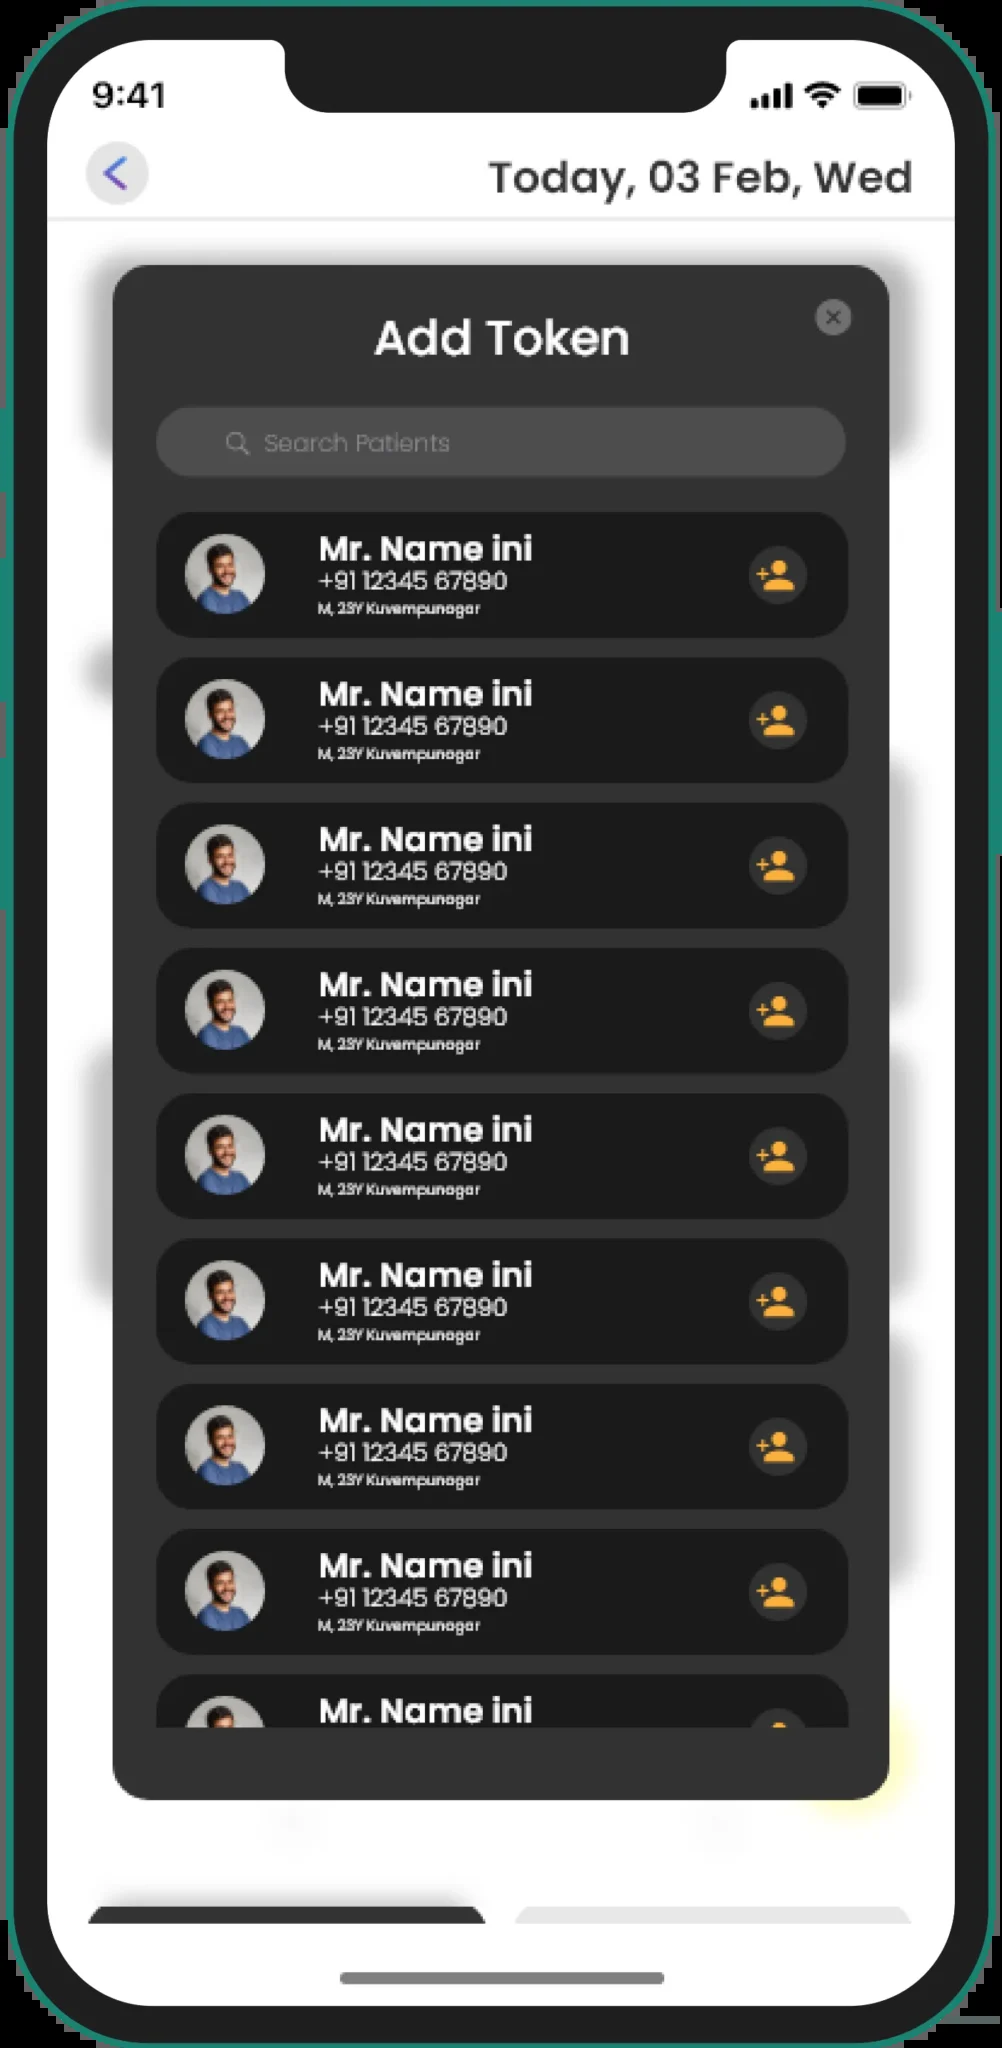 9:41
Today, 03 Feb, Wed
Add Token
Search Patients
Mr. Name ini
+91 12345 67890
M, 23Y Kuvempunagar
Mr. Name ini
+91 12345 67890
M, 23Y Kuvempunagar
Mr. Name ini
+91 12345 67890
M, 23Y Kuvempunagar
Mr. Name ini
+91 12345 67890
M, 23Y Kuvempunagar
Mr. Name ini
+91 12345 67890
M, 23Y Kuvempunagar
Mr. Name ini
+91 12345 67890
M, 23Y Kuvempunagar
Mr. Name ini
+91 12345 67890
M, 23Y Kuvempunagar
Mr. Name ini
+91 12345 67890
M, 23Y Kuvempunagar
Mr. Name ini